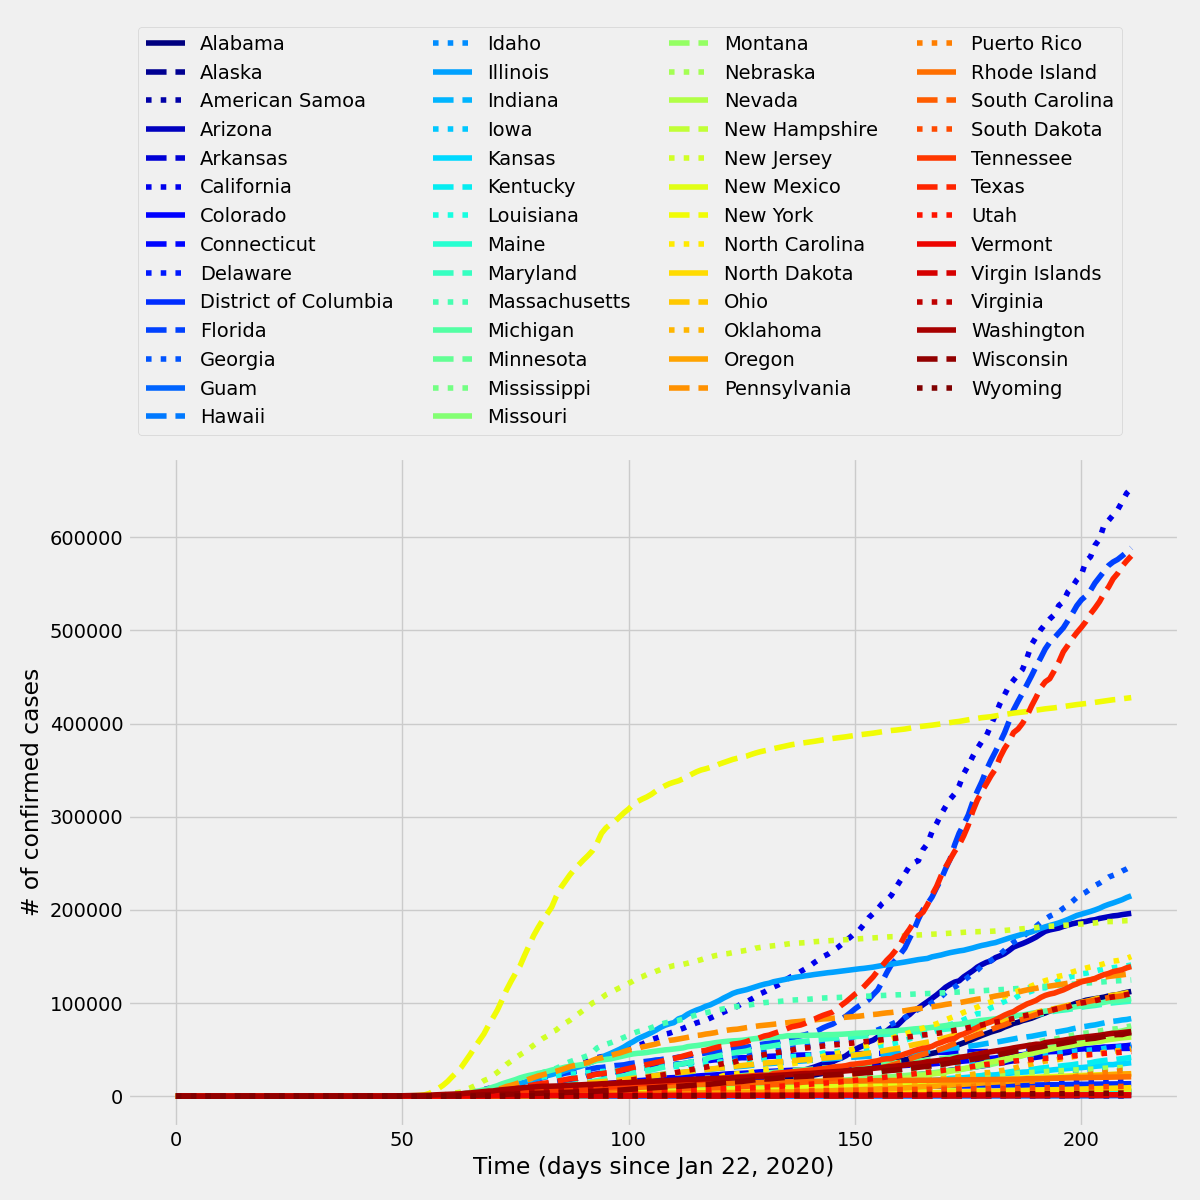 Alabama
Alaska
American Samoa
Arizona
Arkansas
California
Colorado
Connecticut
Delaware
District of Columbia
Florida
Georgia
Guam
Hawaii
Idaho
Illinois
Indiana
Iowa
Kansas
Kentucky
Louisiana
Maine
Maryland
Massachusetts
Michigan
Minnesota
Mississippi
Missouri
Montana
Nebraska
Nevada
New Hampshire
New Jersey
New Mexico
New York
North Carolina
North Dakota
Ohio
Oklahoma
Oregon
Pennsylvania
Puerto Rico
Rhode Island
South Carolina
South Dakota
Tennessee
Texas
Utah
Vermont
Virgin Islands
Virginia
Washington
Wisconsin
Wyoming
# of confirmed cases
600000
500000
400000
300000
200000
100000
0
0 50 100 150 200
Time (days since Jan 22, 2020)